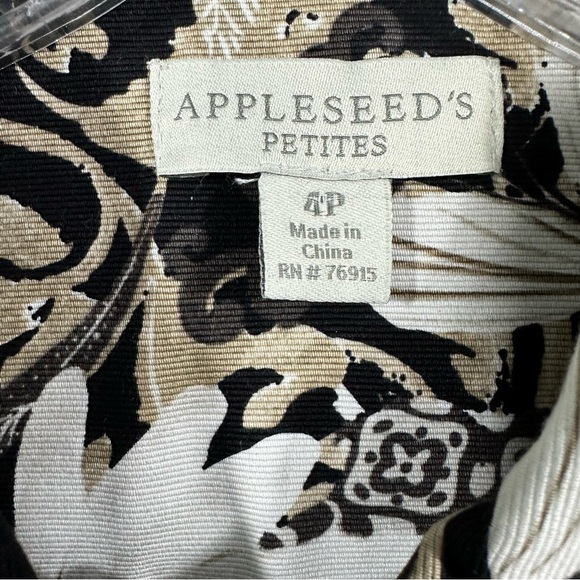 APPLESEED'S
PETITES
4P
Made in
China
RN # 76915